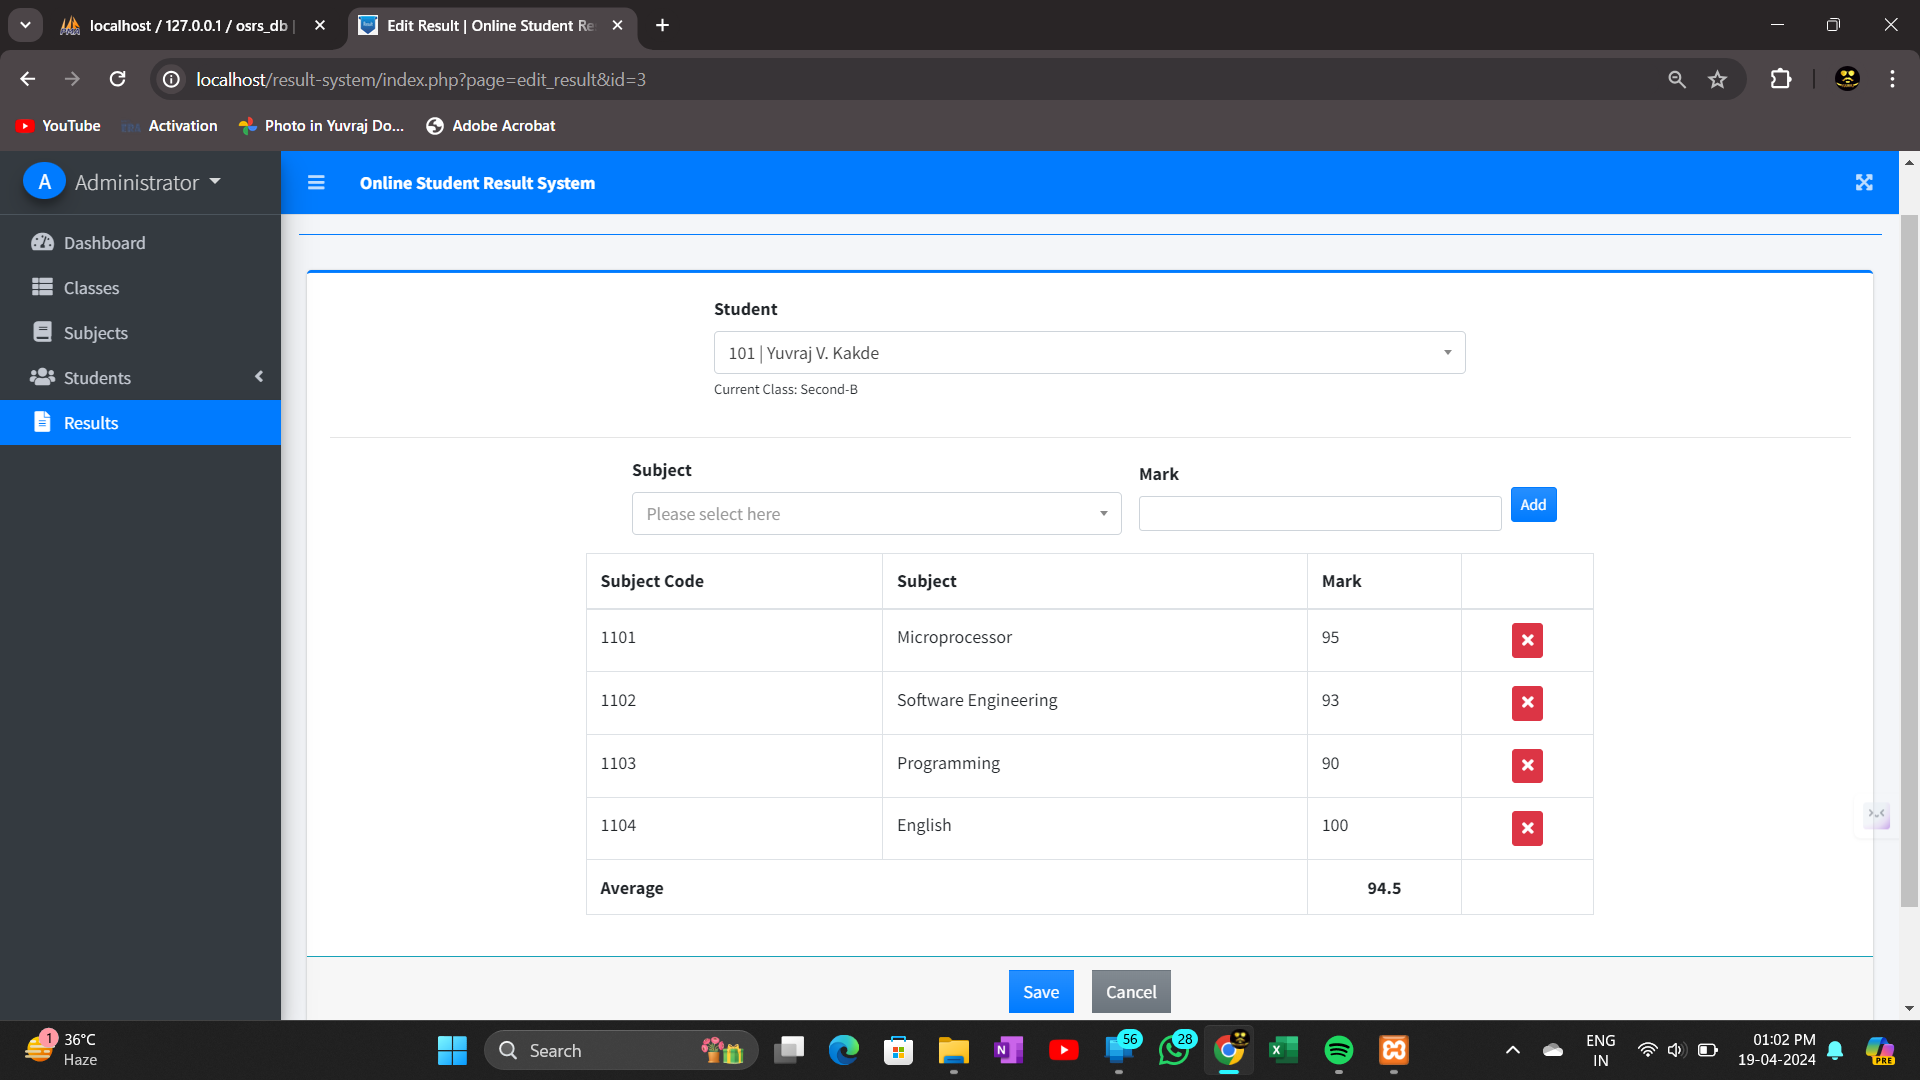 localhost / 127.0.0.1 / osrs_db |
Edit Result | Online Student Re
localhost/result-system/index.php?page=edit_result&id=3
YouTube
Activation
Photo in Yuvraj Do...
Adobe Acrobat
A Administrator
Online Student Result System
Dashboard
Classes
Subjects
Students
Results
Student
101 | Yuvraj V. Kakde
Current Class: Second-B
Subject
Mark
Please select here
Add
Subject Code Subject Mark
1101 Microprocessor 95
1102 Software Engineering 93
1103 Programming 90
1104 English 100
Average 94.5
Save Cancel
1
36°C
Haze
Search
N
56
28
X
ENG
IN
01:02 PM
19-04-2024
PRE